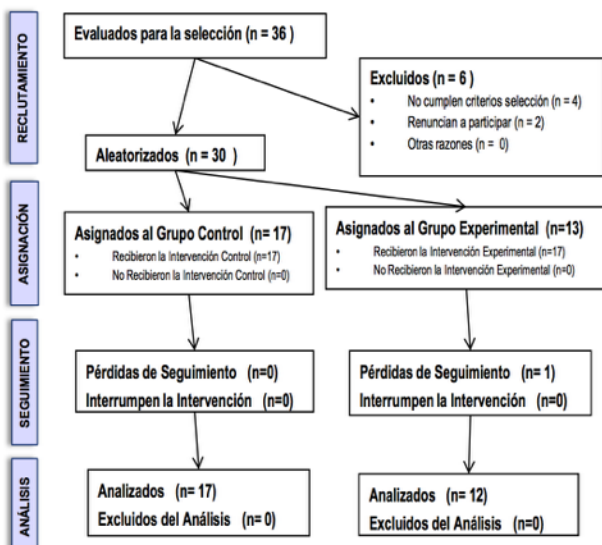 RECLUTAMIENTO
Evaluados para la selección (n = 36 )
Excluidos (n = 6 )
• No cumplen criterios selección (n = 4)
• Renuncian a participar (n = 2)
• Otras razones (n = 0)
Aleatorizados (n = 30 )
ASIGNACIÓN
Asignados al Grupo Control (n= 17)
• Recibieron la Intervención Control (n=17)
• No Recibieron la Intervención Control (n=0)
Asignados al Grupo Experimental (n=13)
• Recibieron la Intervención Experimental (n=17)
• No Recibieron la Intervención Experimental (n=0)
SEGUIMIENTO
Pérdidas de Seguimiento (n=0)
Interrumpen la Intervención (n=0)
Pérdidas de Seguimiento (n= 1)
Interrumpen la Intervención (n=0)
ANÁLISIS
Analizados (n= 17)
Excluidos del Análisis (n= 0)
Analizados (n= 12)
Excluidos del Análisis (n=0)